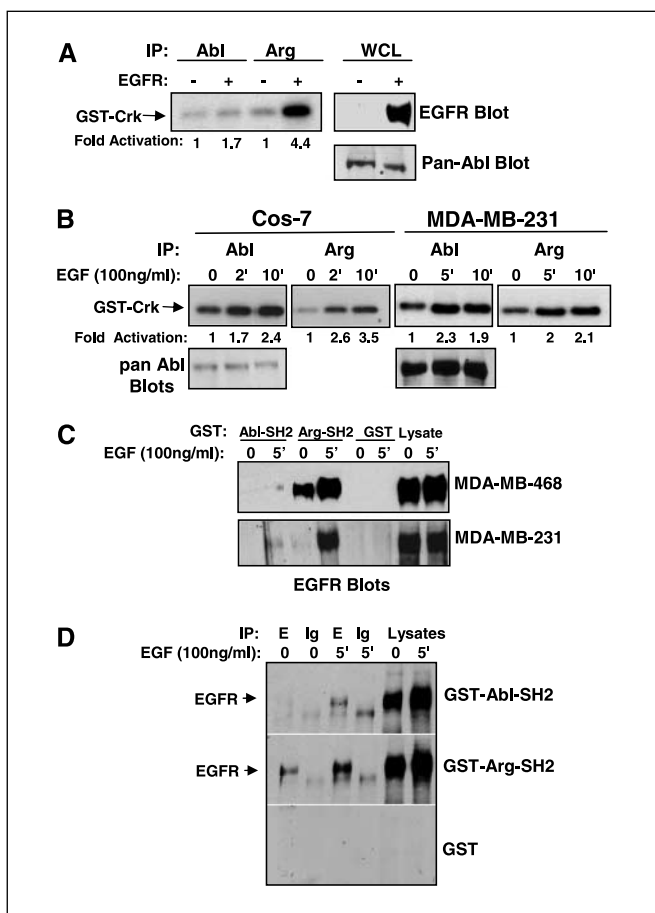 A
IP: Abl Arg WCL
EGFR: - + - + - +
GST-Crk
EGFR Blot
Fold Activation: 1 1.7 1 4.4
Pan-Abl Blot
B
Cos-7 MDA-MB-231
IP: Abl Arg Abl Arg
EGF (100ng/ml): 0 2' 10' 0 2' 10' 0 5' 10' 0 5' 10'
GST-Crk
Fold Activation: 1 1.7 2.4 1 2.6 3.5 1 2.3 1.9 1 2 2.1
pan Abl
Blots
C
GST: Abl-SH2 Arg-SH2 GST Lysate
EGF (100ng/ml): 0 5' 0 5' 0 5' 0 5'
MDA-MB-468
MDA-MB-231
EGFR Blots
D
IP: E Ig E Ig Lysates
EGF (100ng/ml): 0 0 5' 5' 0 5'
EGFR
GST-Abl-SH2
EGFR
GST-Arg-SH2
GST